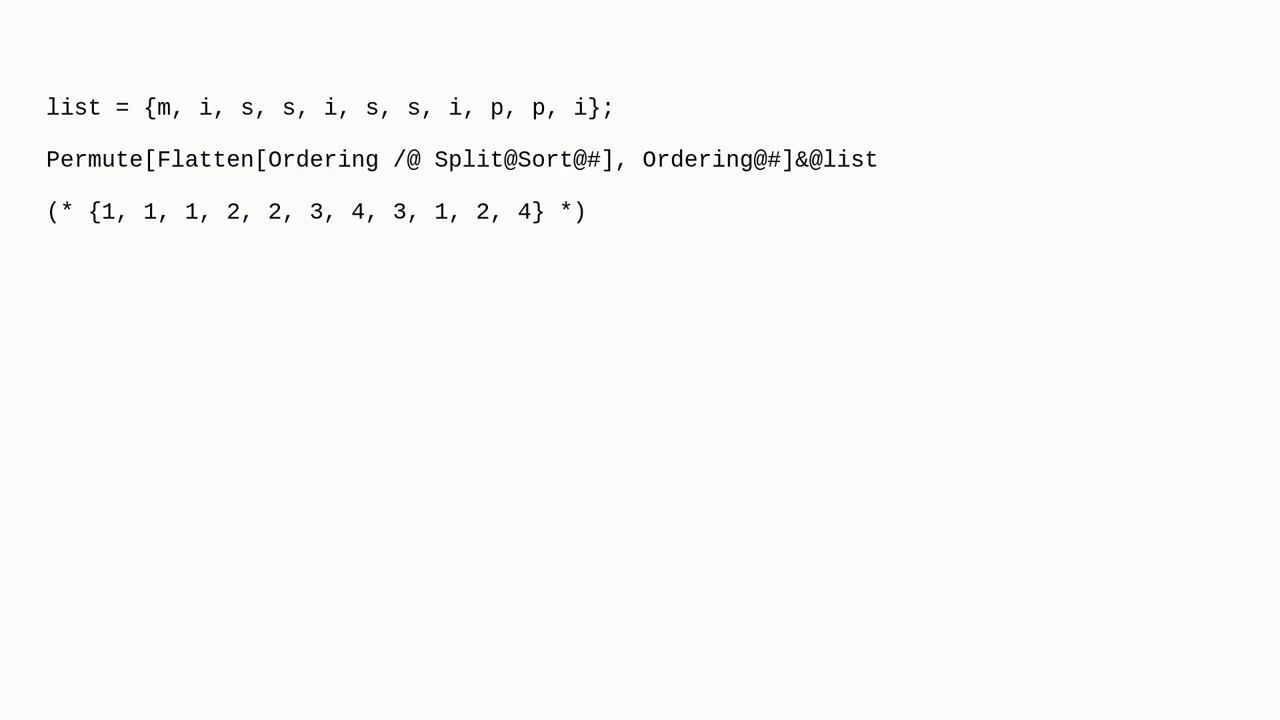 list = {m, i, s, s, i, s, s, i, p, p, i};
Permute[Flatten[Ordering /@ Split@Sort@#], Ordering@#]&@list
(* {1, 1, 1, 2, 2, 3, 4, 3, 1, 2, 4} *)